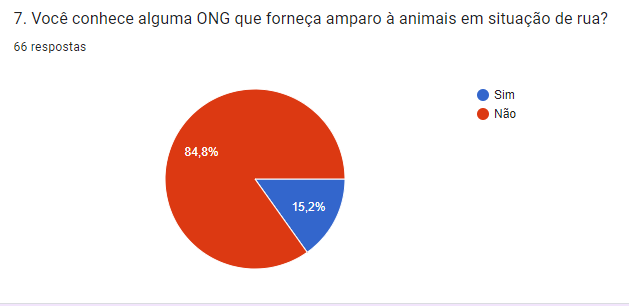 7. Você conhece alguma ONG que forneça amparo à animais em situação de rua?
66 respostas
Sim
Não
84,8%
15,2%